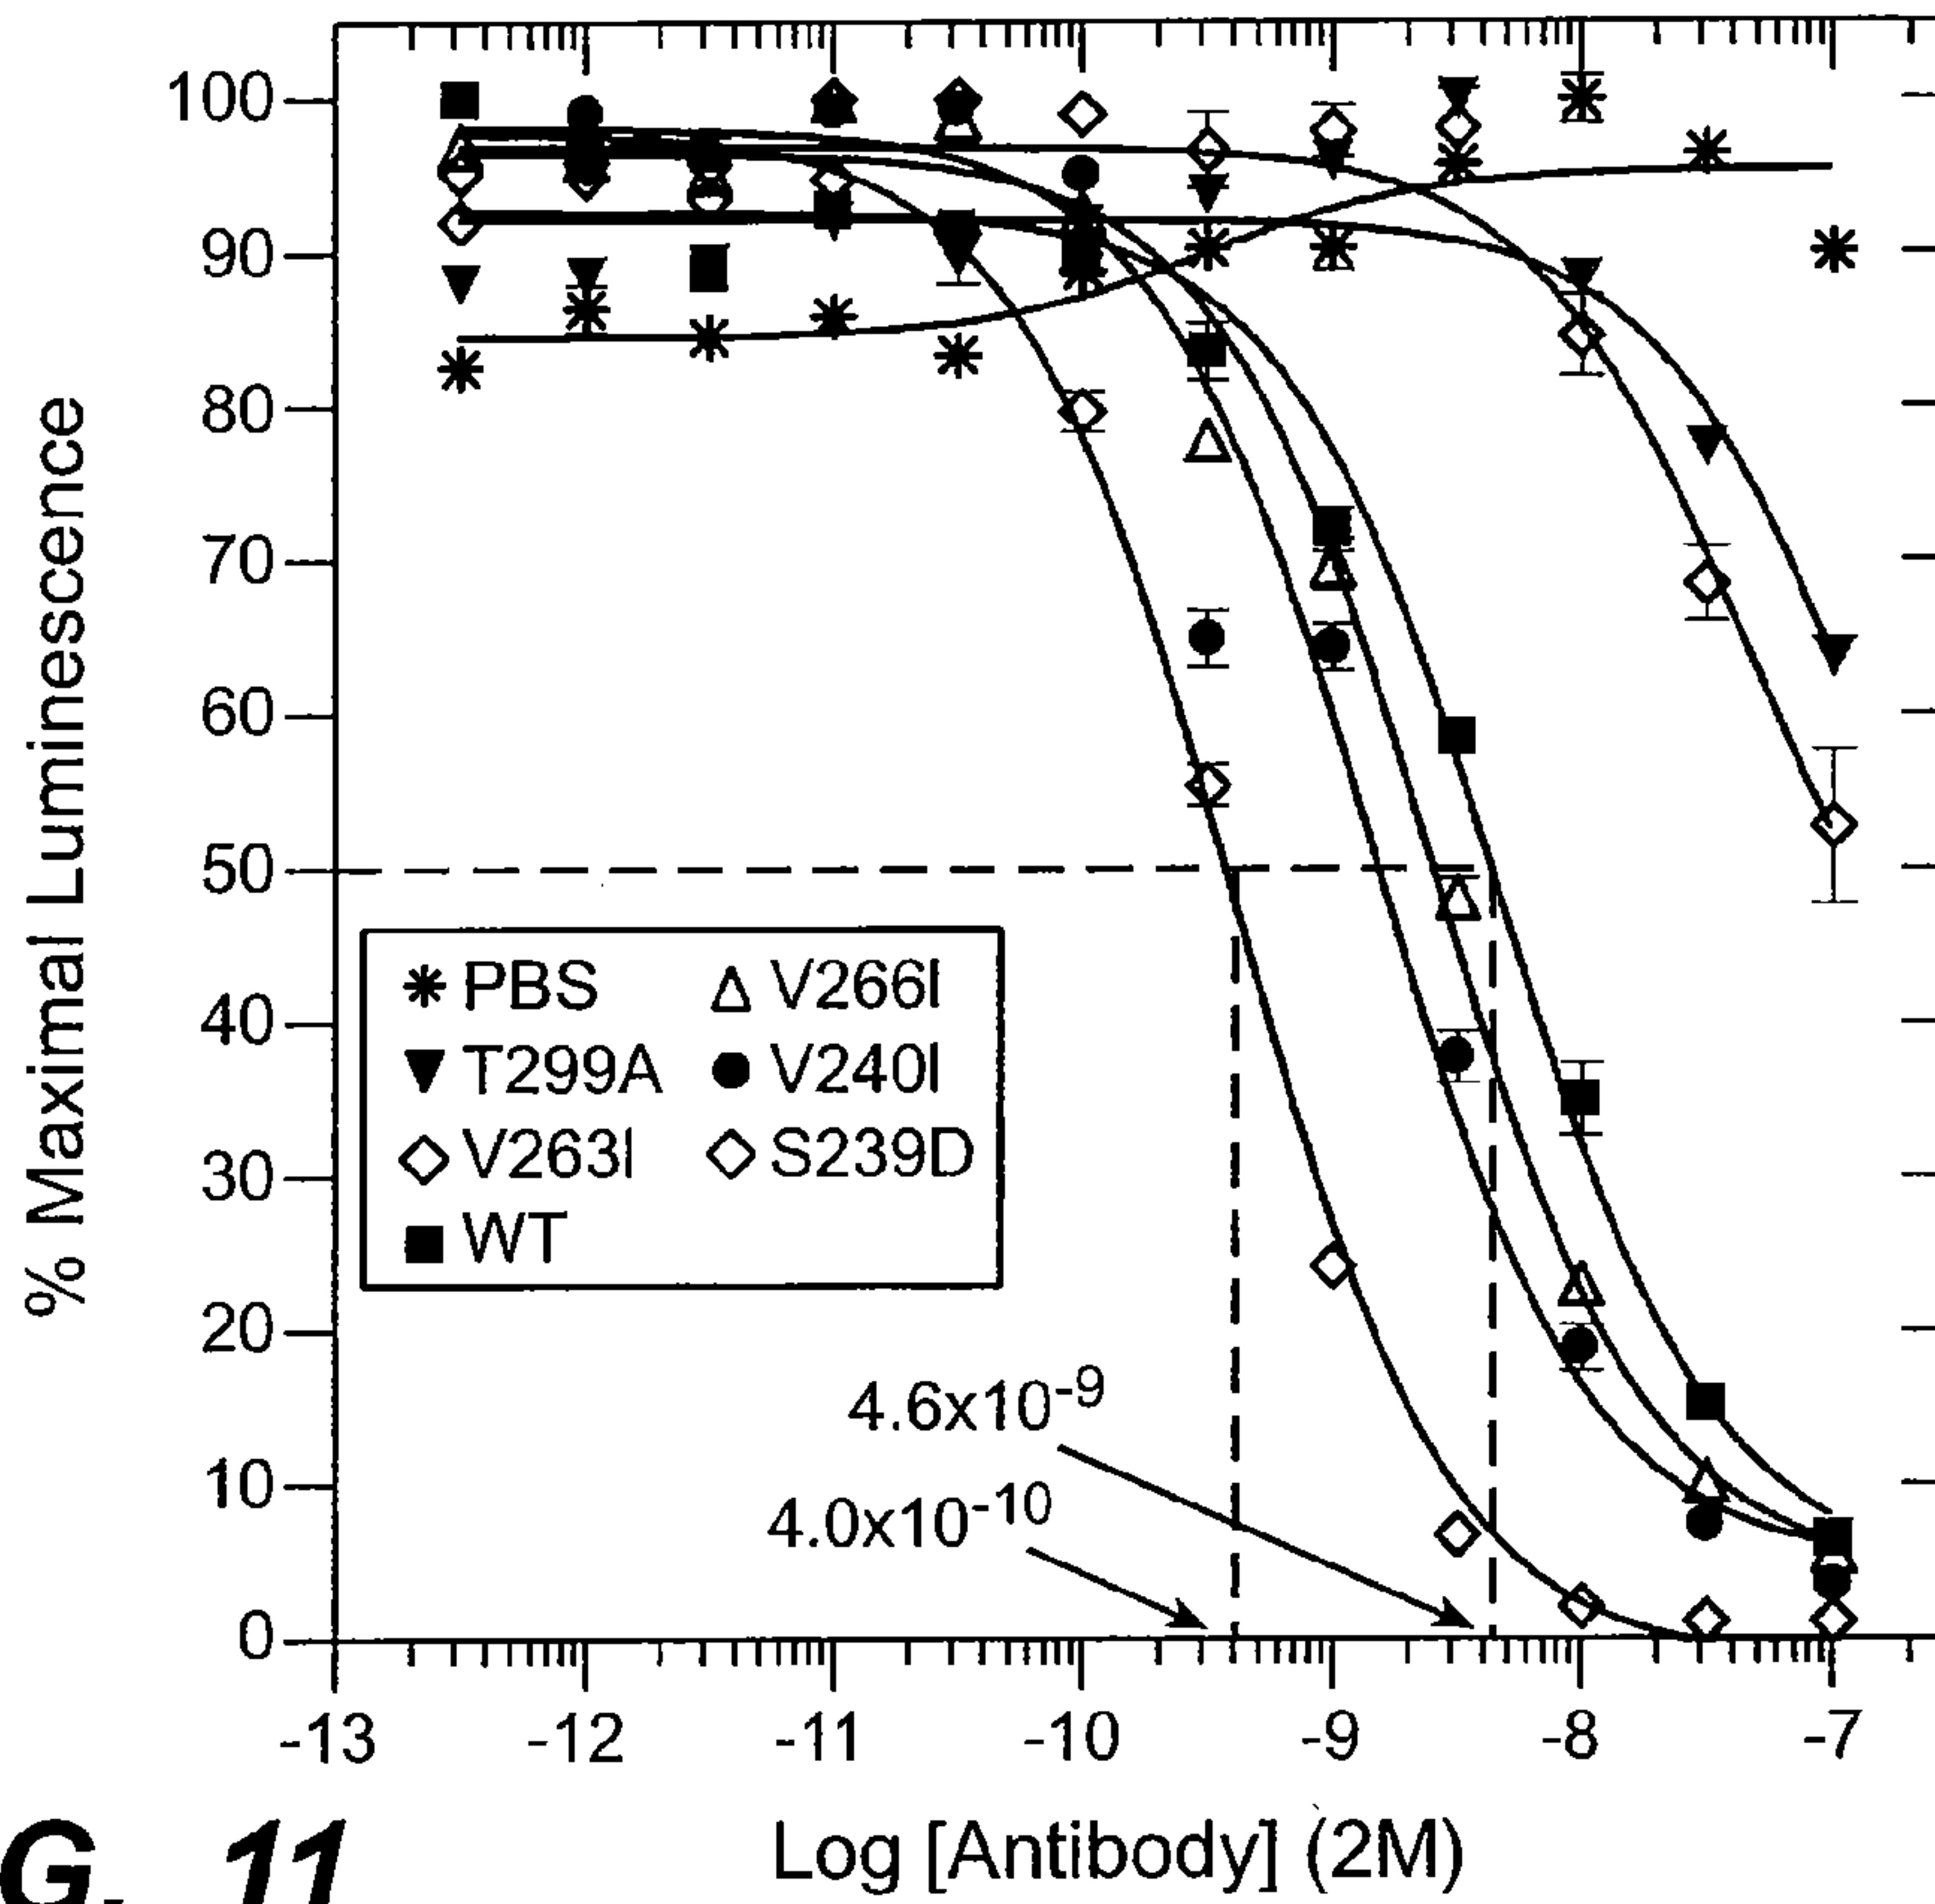 100
90
80
70
60
50
40
30
20
10
0
% Maximal Luminescence
PBS
V266I
T299A
V240I
V263I
S239D
WT
4.6x10-9
4.0x10-10
-13
-12
-11
-10
-9
-8
-7
Log [Antibody] (2M)
G. 11